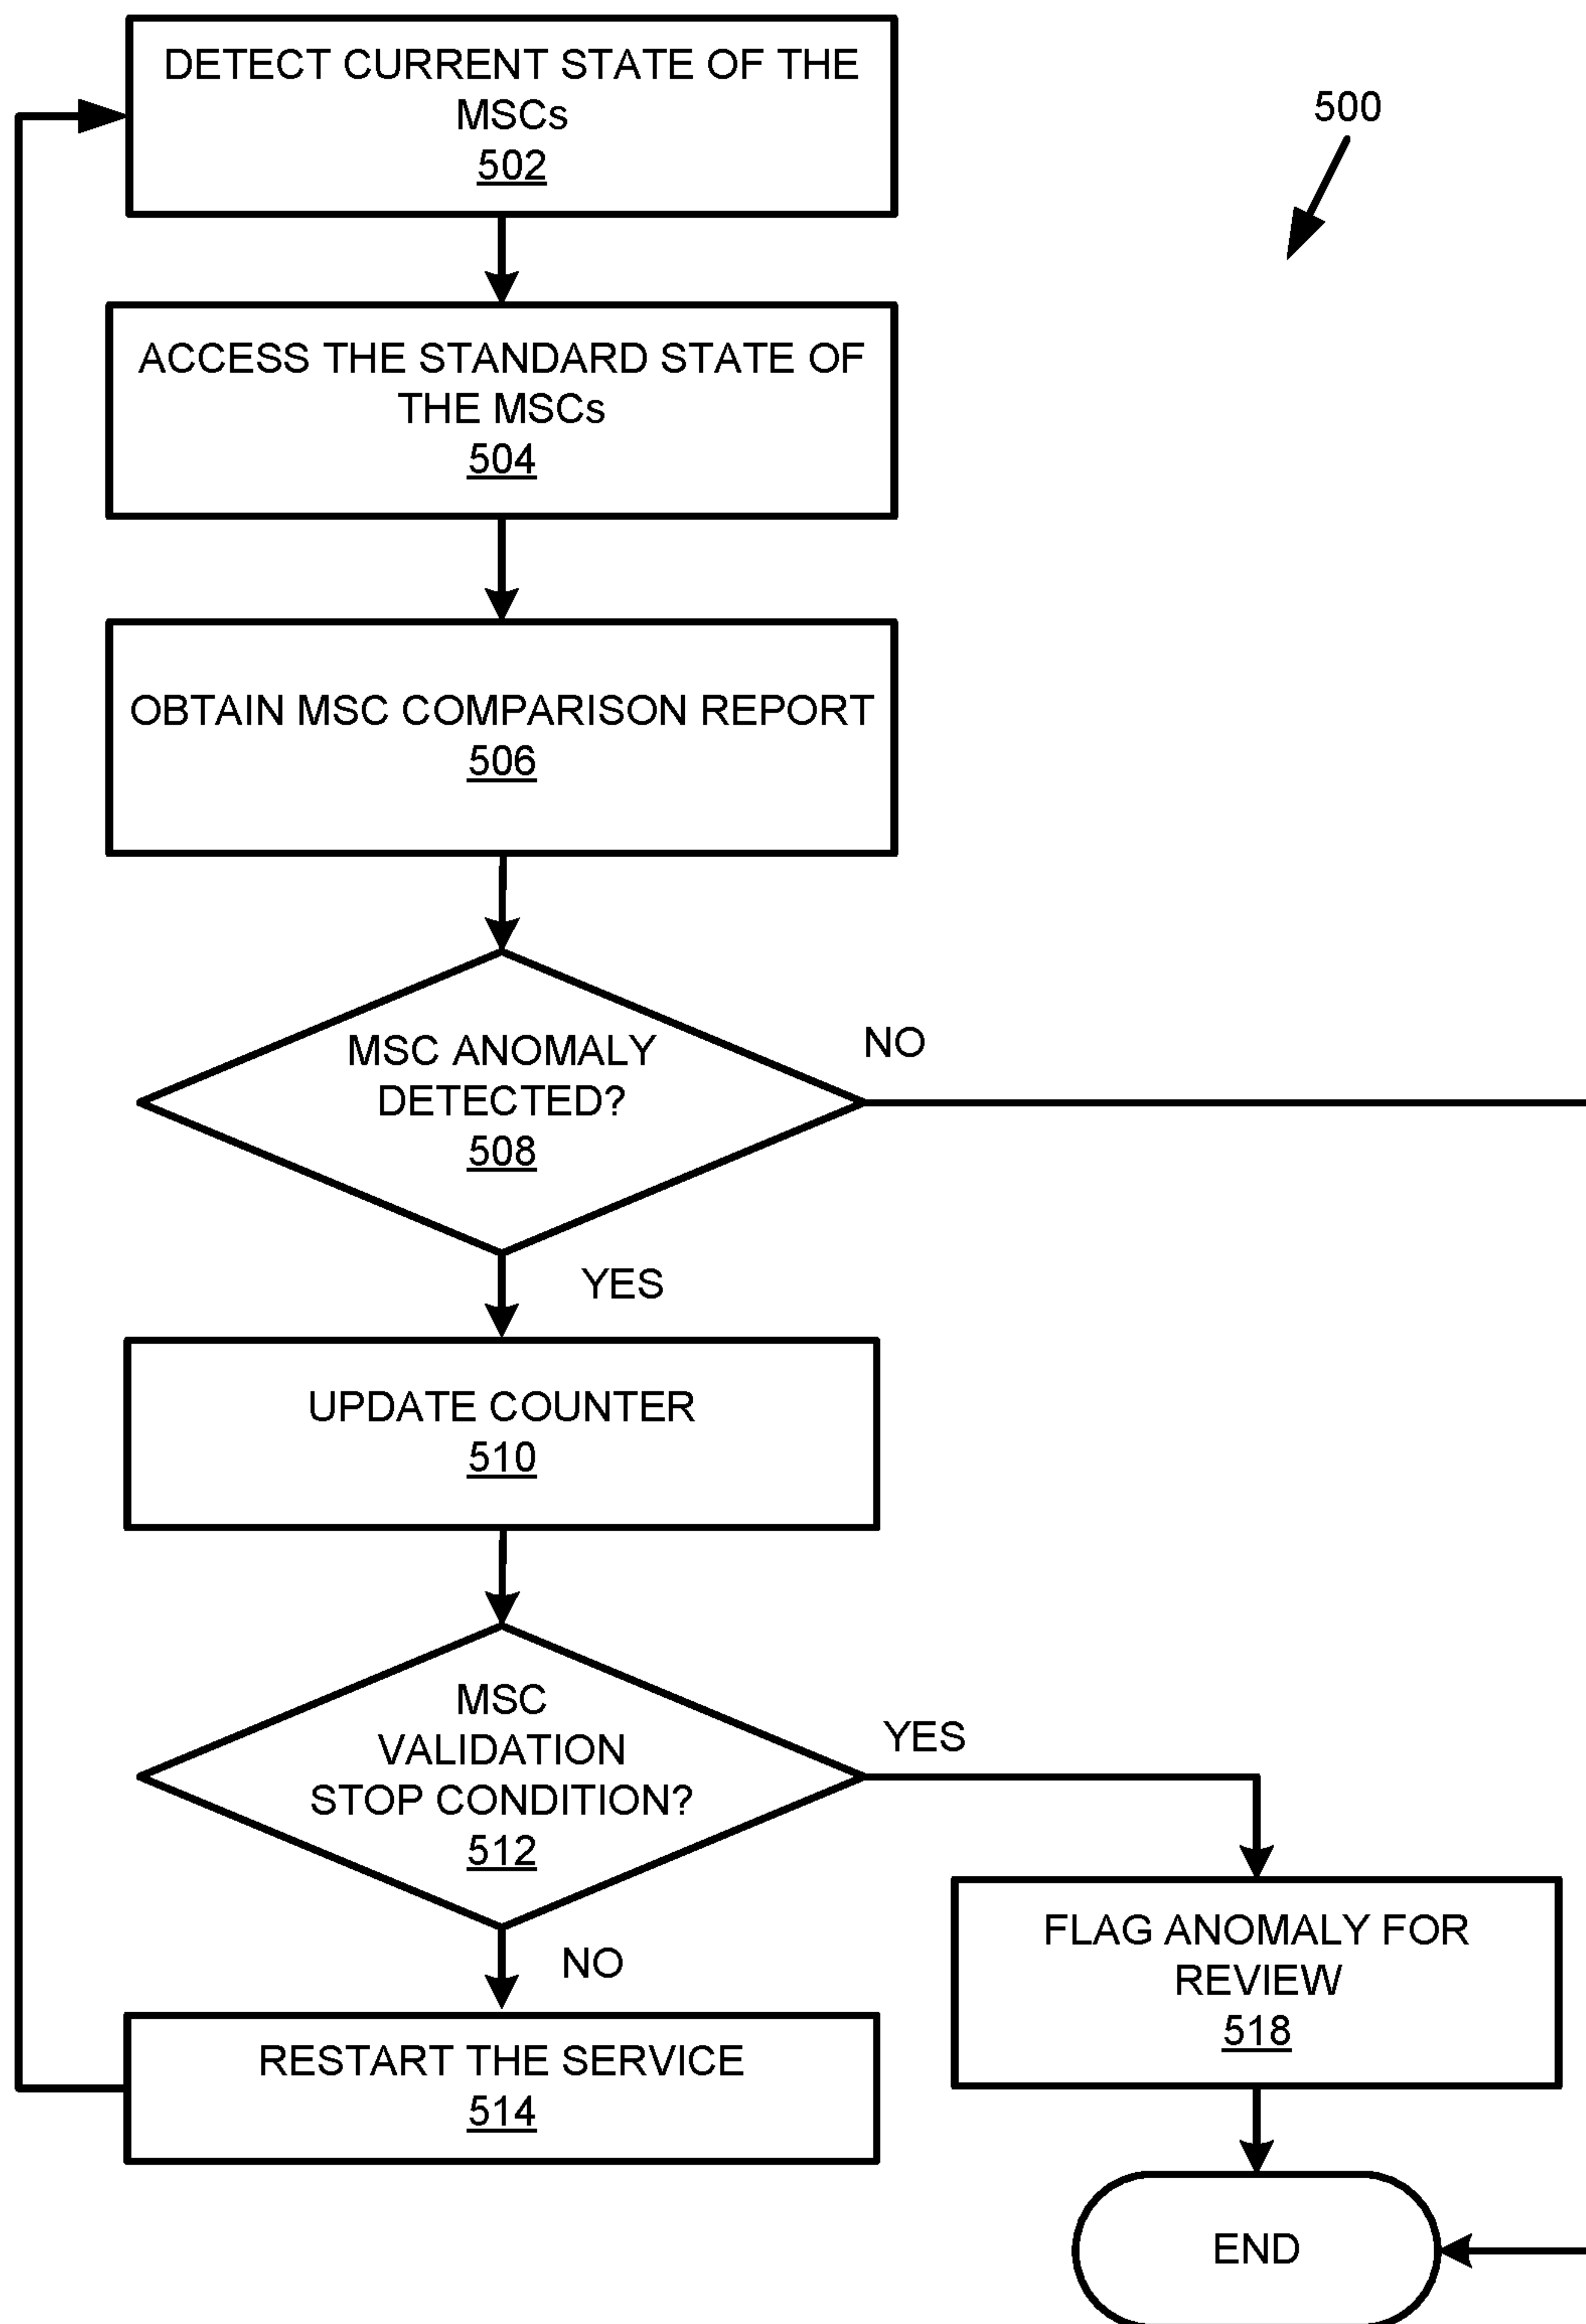 DETECT CURRENT STATE OF THE
MSCs
502
500
ACCESS THE STANDARD STATE OF
THE MSCs
504
OBTAIN MSC COMPARISON REPORT
506
MSC ANOMALY
DETECTED?
508
NO
YES
UPDATE COUNTER
510
MSC
VALIDATION
STOP CONDITION?
512
YES
NO
FLAG ANOMALY FOR
REVIEW
518
RESTART THE SERVICE
514
END